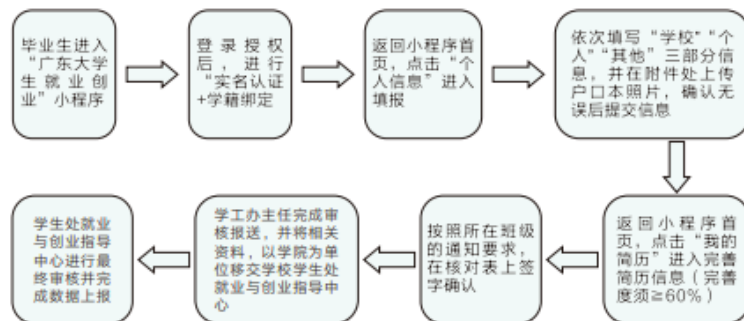 毕业生进入
“广东大学
生就业创
业”小程序
登录授权
后，进行
“实名认证
+学籍绑定
返回小程序首
页，点击“个
人信息”进入
填报
依次填写“学校”“个
人”“其他”三部分信
息，并在附件处上传
户口本照片，确认无
误后提交信息
返回小程序首
页，点击“我的
简历”进入完善
简历信息（完善
度须≥60%）
按照所在班级
的通知要求，
在核对表上签
字确认
学工办主任完成审
核报送，并将相关
资料，以学院为单
位移交学校学生处
就业与创业指导中
心
学生处就业
与创业指导
中心进行最
终审核并完
成数据上报